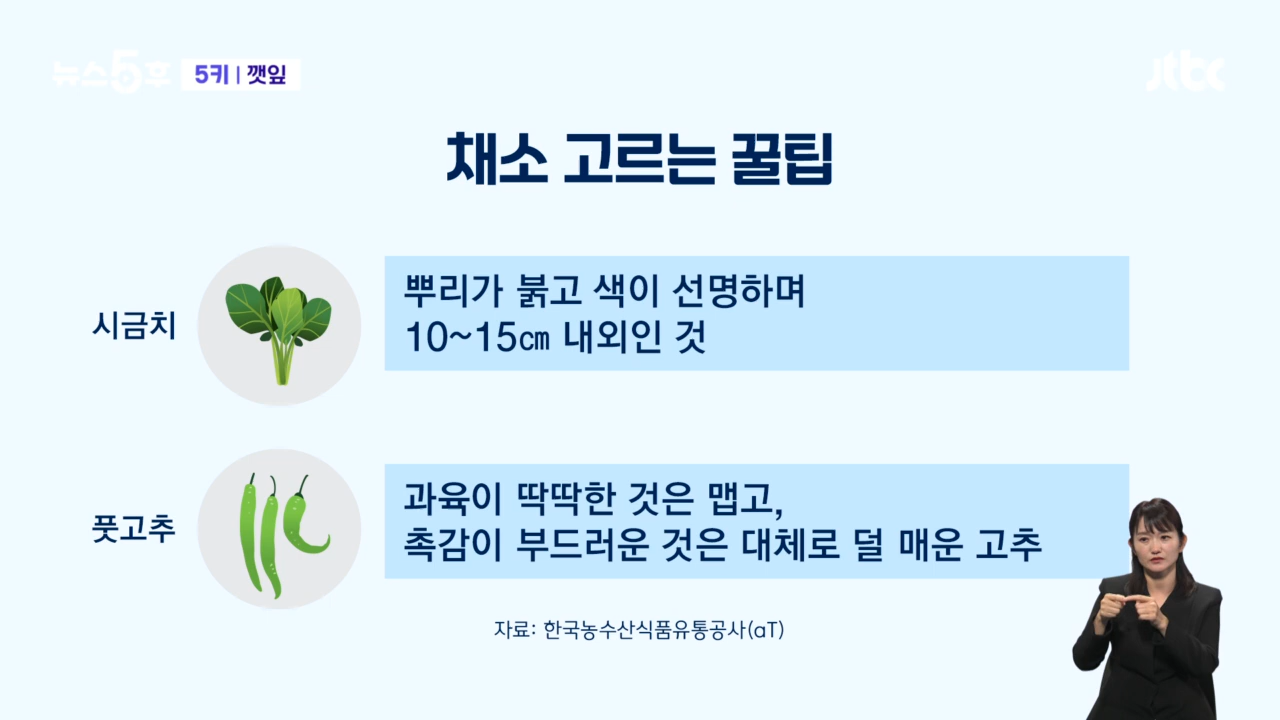 뉴스5후
5키 | 깻잎
jtbc
채소 고르는 꿀팁
시금치
뿌리가 붉고 색이 선명하며
10~15㎝ 내외인 것
풋고추
과육이 딱딱한 것은 맵고,
촉감이 부드러운 것은 대체로 덜 매운 고추
자료: 한국농수산식품유통공사(aT)